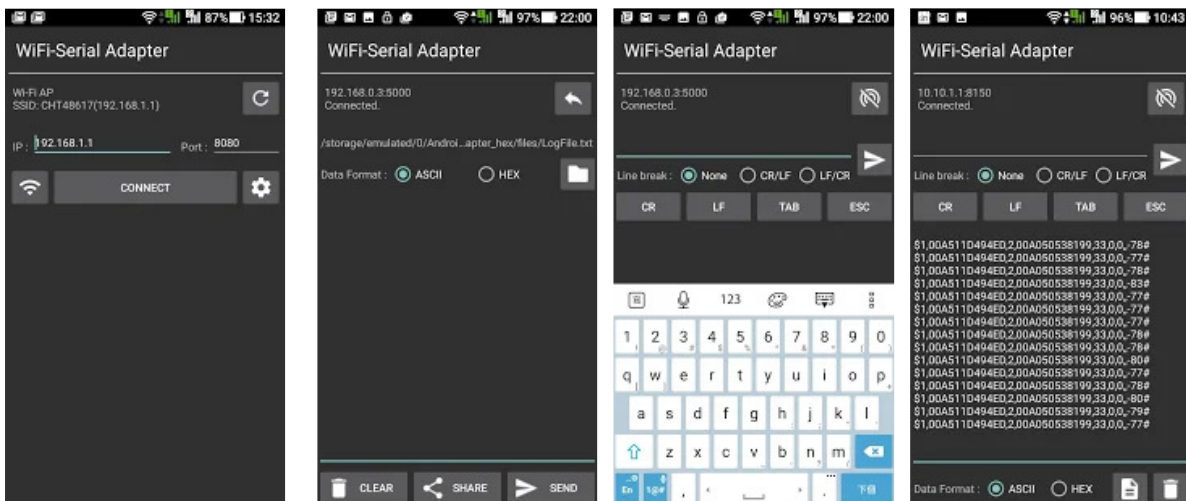 87% 15:32
WiFi-Serial Adapter
Wi-Fi AP
SSID: CHT48617(192.168.1.1)
IP : 192.168.1.1 Port : 8080
CONNECT
97% 22:00
WiFi-Serial Adapter
192.168.0.3:5000
Connected.
/storage/emulated/0/Androi...apter_hex/files/LogFile.txt
Data Format : ASCII HEX
CLEAR SHARE SEND
97% 22:00
WiFi-Serial Adapter
192.168.0.3:5000
Connected.
Line break : None CR/LF LF/CR
CR LF TAB ESC
123
1 2 3 4 5 6 7 8 9 0
q w e r t y u i o p
a s d f g h j k l
z x c v b n m
En 1@# , .
96% 10:43
WiFi-Serial Adapter
10.10.1.1:8150
Connected.
Line break : None CR/LF LF/CR
CR LF TAB ESC
$1,00A511D494ED,2,00A050538199,33,0,0,,-78#
$1,00A511D494ED,2,00A050538199,33,0,0,,-77#
$1,00A511D494ED,2,00A050538199,33,0,0,,-83#
$1,00A511D494ED,2,00A050538199,33,0,0,,-77#
$1,00A511D494ED,2,00A050538199,33,0,0,,-77#
$1,00A511D494ED,2,00A050538199,33,0,0,,-77#
$1,00A511D494ED,2,00A050538199,33,0,0,,-78#
$1,00A511D494ED,2,00A050538199,33,0,0,,-78#
$1,00A511D494ED,2,00A050538199,33,0,0,,-80#
$1,00A511D494ED,2,00A050538199,33,0,0,,-77#
$1,00A511D494ED,2,00A050538199,33,0,0,,-78#
$1,00A511D494ED,2,00A050538199,33,0,0,,-80#
$1,00A511D494ED,2,00A050538199,33,0,0,,-79#
$1,00A511D494ED,2,00A050538199,33,0,0,,-77#
Data Format : ASCII HEX